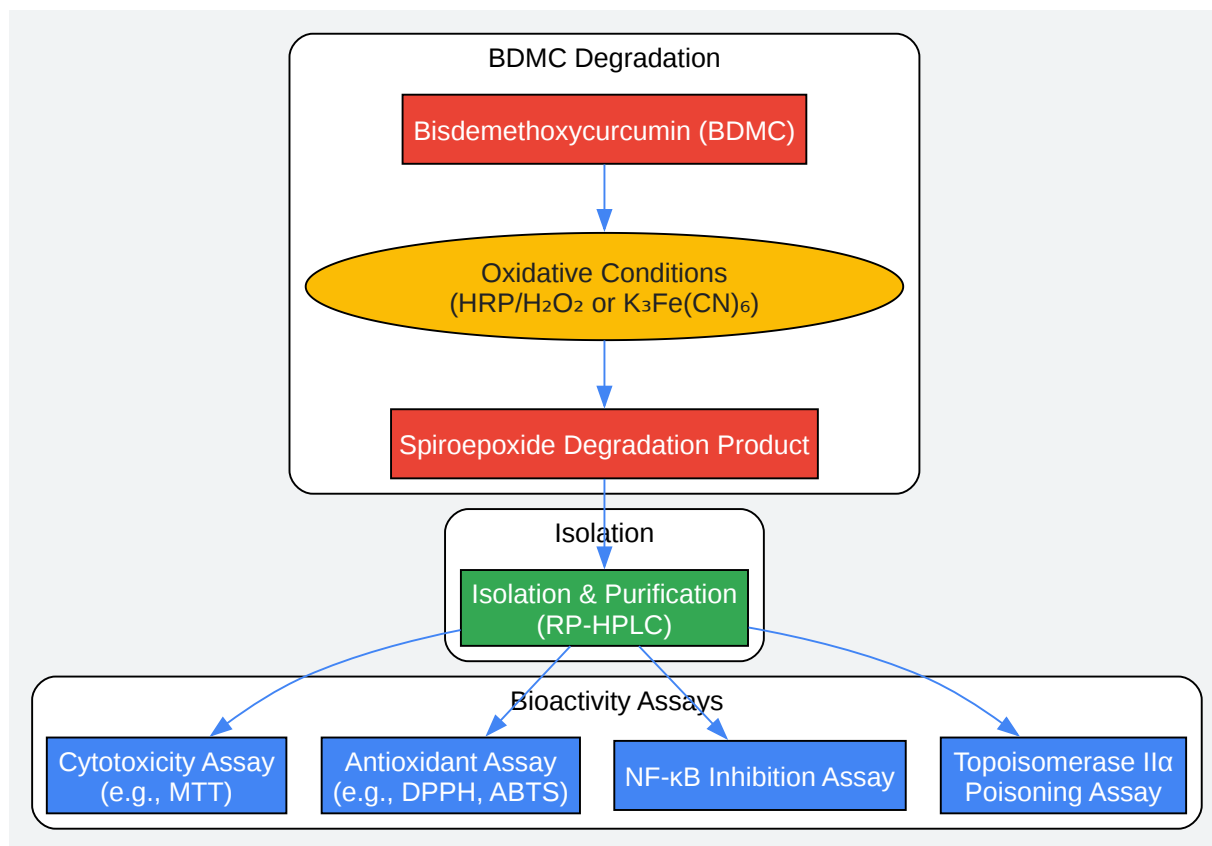 BDMC Degradation
Bisdemethoxycurcumin (BDMC)
Oxidative Conditions
(HRP/H₂O₂ or K₃Fe(CN)₆)
Spiroepoxide Degradation Product
Isolation
Isolation & Purification
(RP-HPLC)
Bioactivity Assays
Cytotoxicity Assay
(e.g., MTT)
Antioxidant Assay
(e.g., DPPH, ABTS)
NF-κB Inhibition Assay
Topoisomerase IIα
Poisoning Assay